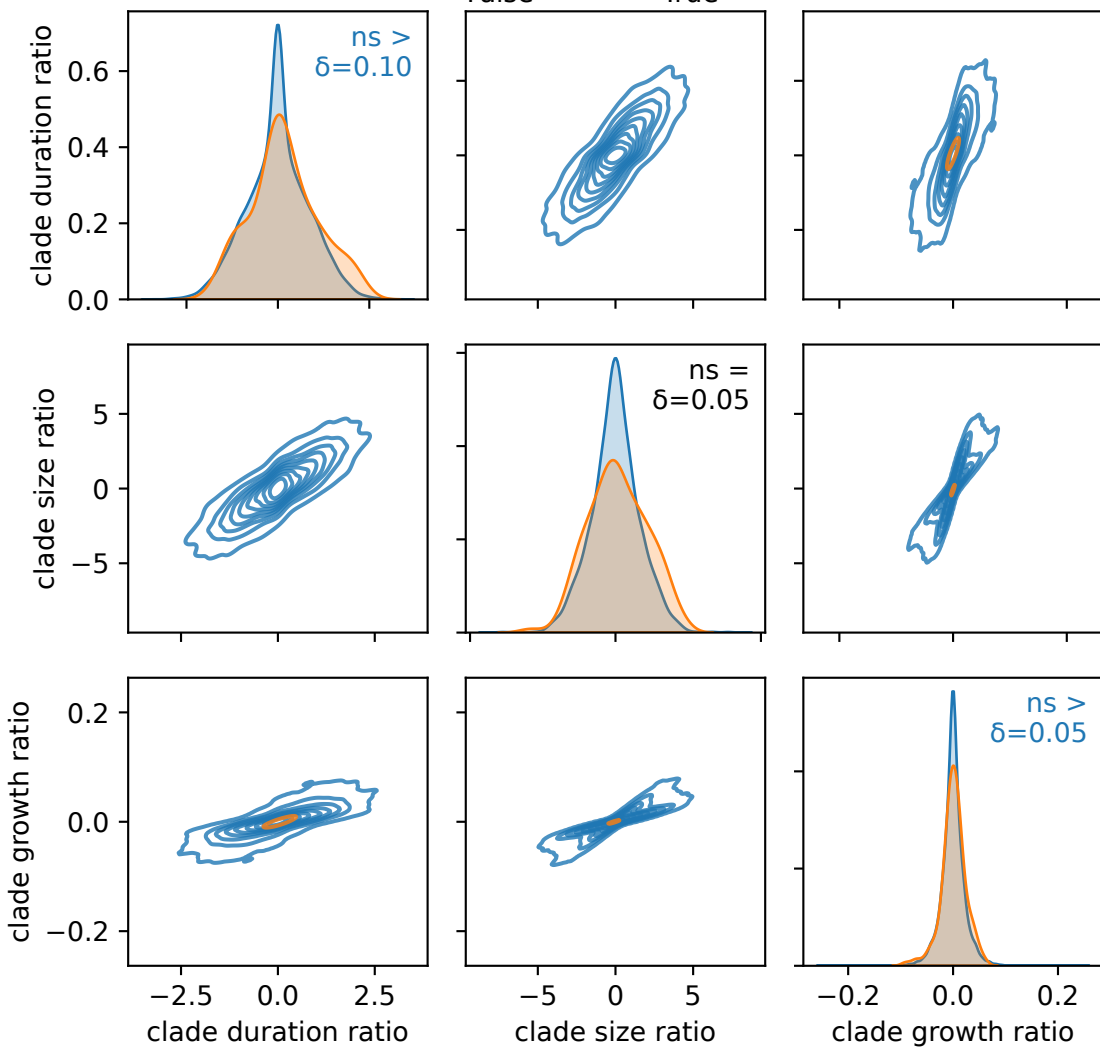 clade duration ratio
0.6
0.4
0.2
0.0
ns >
δ=0.10
clade size ratio
5
0
−5
ns =
δ=0.05
clade growth ratio
0.2
0.0
−0.2
ns >
δ=0.05
−2.5 0.0 2.5
−5 0 5
−0.2 0.0 0.2
clade duration ratio
clade size ratio
clade growth ratio